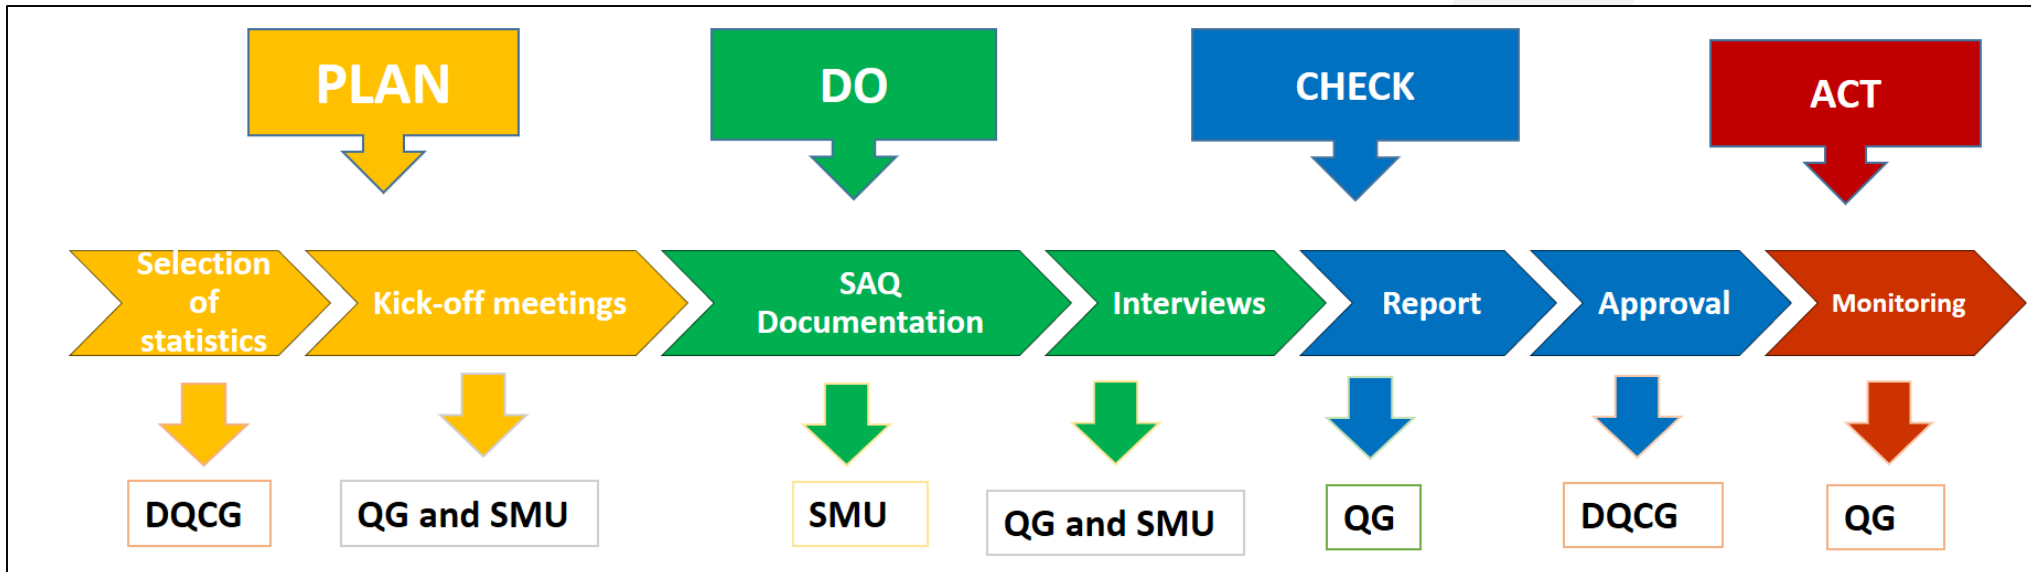 PLAN
DO
CHECK
ACT
Selection
of
statistics
Kick-off meetings
SAQ
Documentation
Interviews
Report
Approval
Monitoring
DQCG
QG and SMU
SMU
QG and SMU
QG
DQCG
QG